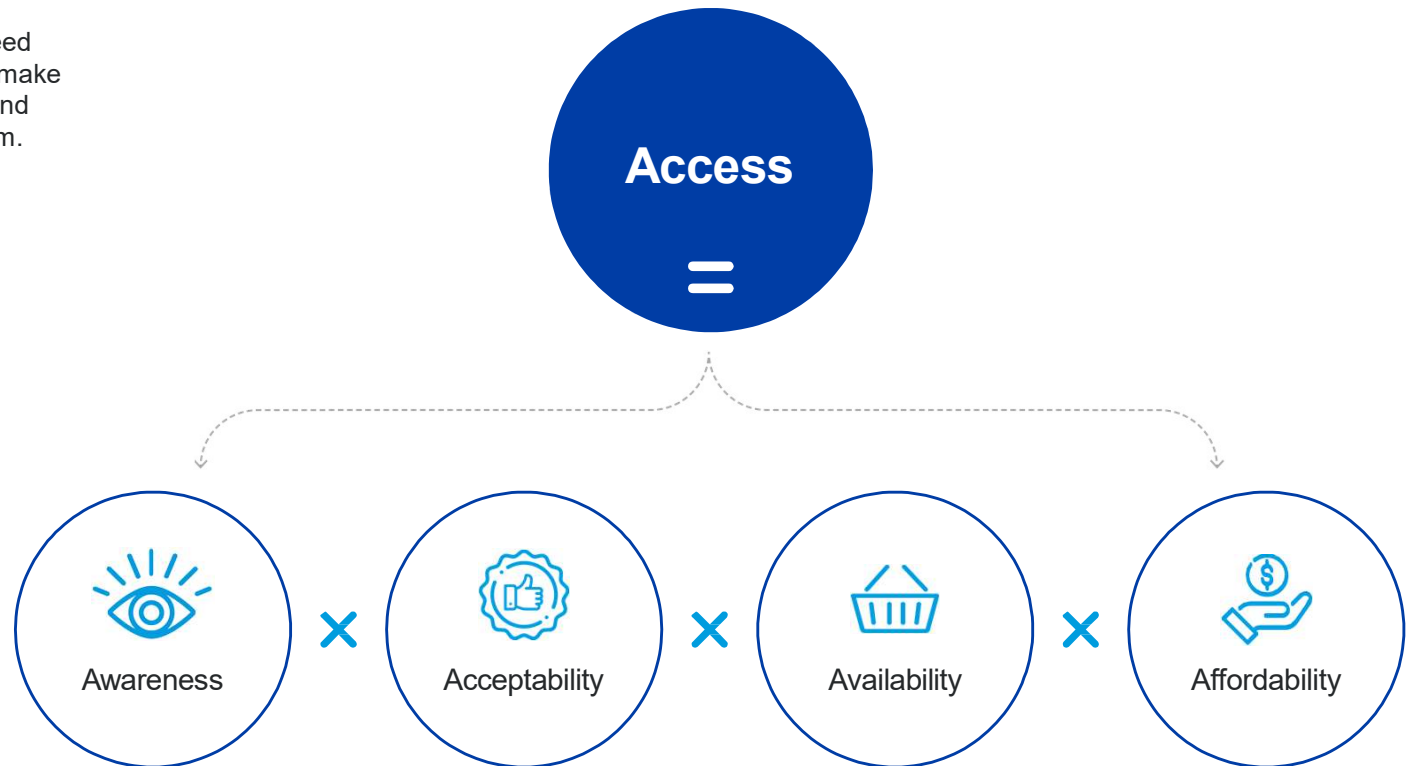 eed
make
nd
m.
Access
=
$
Awareness
×
Acceptability
×
Availability
×
Affordability